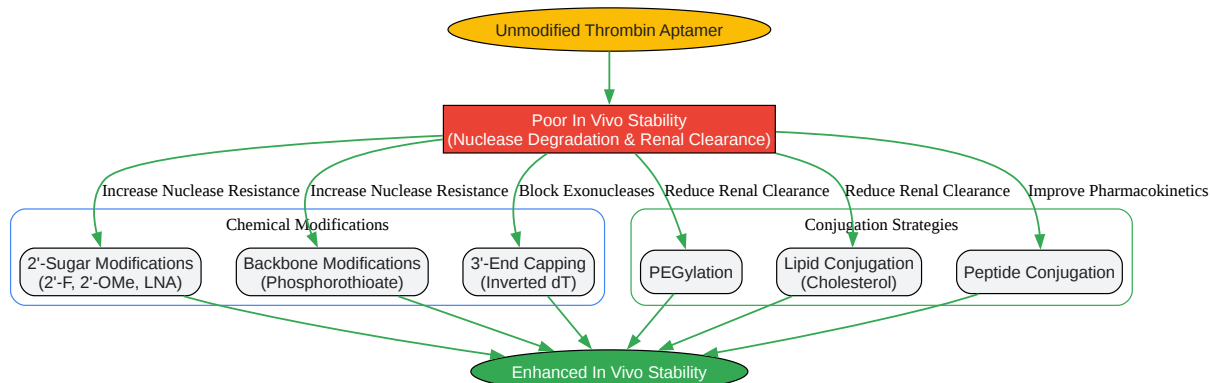 Unmodified Thrombin Aptamer
Poor In Vivo Stability
(Nuclease Degradation & Renal Clearance)
Increase Nuclease Resistance
Increase Nuclease Resistance
Block Exonucleases
Reduce Renal Clearance
Reduce Renal Clearance
Improve Pharmacokinetics
Chemical Modifications
Conjugation Strategies
2'-Sugar Modifications
(2'-F, 2'-OMe, LNA)
Backbone Modifications
(Phosphorothioate)
3'-End Capping
(Inverted dT)
PEGylation
Lipid Conjugation
(Cholesterol)
Peptide Conjugation
Enhanced In Vivo Stability